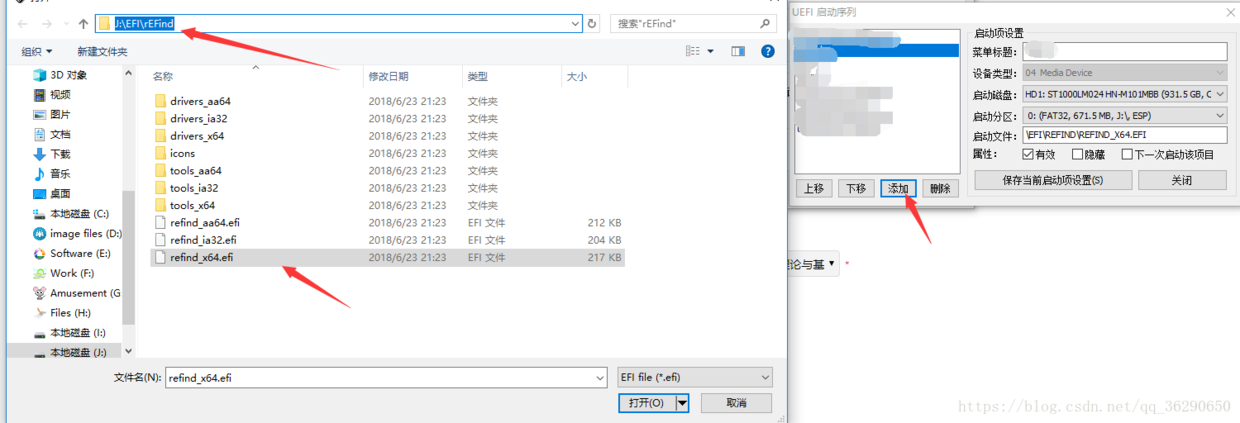 J:\EFI\rEFind
搜索"rEFind"
组织
新建文件夹
3D 对象
视频
图片
文档
下载
音乐
桌面
本地磁盘 (C:)
image files (D:)
Software (E:)
Work (F:)
Amusement (G
Files (H:)
本地磁盘 (I:)
本地磁盘 (J:)
名称 修改日期 类型 大小
drivers_aa64 2018/6/23 21:23 文件夹
drivers_ia32 2018/6/23 21:23 文件夹
drivers_x64 2018/6/23 21:23 文件夹
icons 2018/6/23 21:23 文件夹
tools_aa64 2018/6/23 21:23 文件夹
tools_ia32 2018/6/23 21:23 文件夹
tools_x64 2018/6/23 21:23 文件夹
refind_aa64.efi 2018/6/23 21:23 EFI 文件 212 KB
refind_ia32.efi 2018/6/23 21:23 EFI 文件 204 KB
refind_x64.efi 2018/6/23 21:23 EFI 文件 217 KB
文件名(N): refind_x64.efi EFI file (*.efi)
打开(O) 取消
UEFI 启动序列
启动项设置
菜单标题:
设备类型: 04 Media Device
启动磁盘: HD1: ST1000LM024 HN-M101MBB (931.5 GB, C
启动分区: 0: (FAT32, 671.5 MB, J:\, ESP)
启动文件: \EFI\REFIND\REFIND_X64.EFI
属性: 有效 隐藏 下一次启动该项目
上移 下移 添加 删除
保存当前启动项设置(S) 关闭
论与基 *
https://blog.csdn.net/qq_36290650